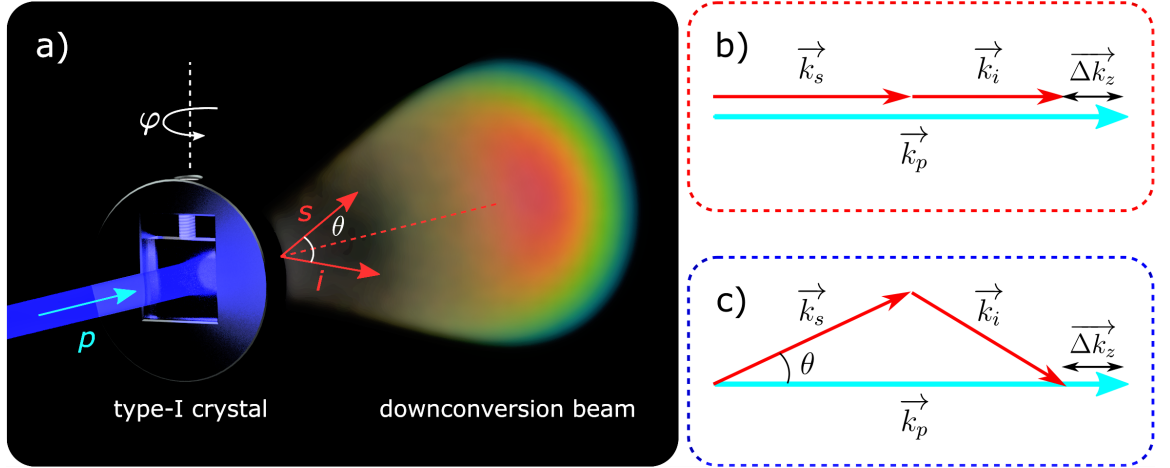 a)
φ
s
θ
i
p
type-I crystal
downconversion beam
b)
k_s
k_i
Δk_z
k_p
c)
k_s
k_i
Δk_z
θ
k_p